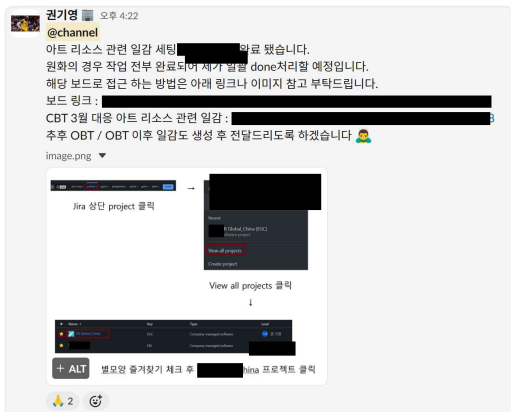 권기영 오후 4:22
@channel
아트 리소스 관련 일감 세팅 완료 됐습니다.
원화의 경우 작업 전부 완료되어 제가 일괄 done처리할 예정입니다.
해당 보드로 접근 하는 방법은 아래 링크나 이미지 참고 부탁드립니다.
보드 링크 :
CBT 3월 대응 아트 리소스 관련 일감 :
추후 OBT / OBT 이후 일감도 생성 후 전달드리도록 하겠습니다
image.png
→
Jira 상단 project 클릭
Recent
R Global_China (EGC)
View all projects
Create project
View all projects 클릭
↓
Name
Key
Type
Lead
Company-managed software
Company-managed software
+ ALT
별모양 즐겨찾기 체크 후 hina 프로젝트 클릭
2